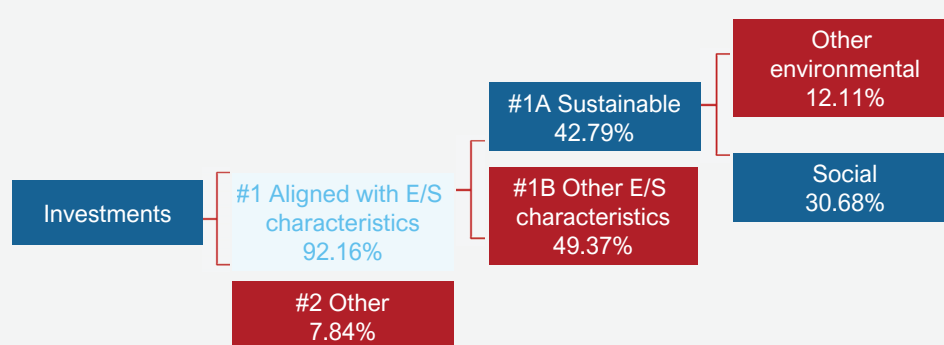 Investments
#1 Aligned with E/S
characteristics
92.16%
#2 Other
7.84%
#1A Sustainable
42.79%
#1B Other E/S
characteristics
49.37%
Other
environmental
12.11%
Social
30.68%